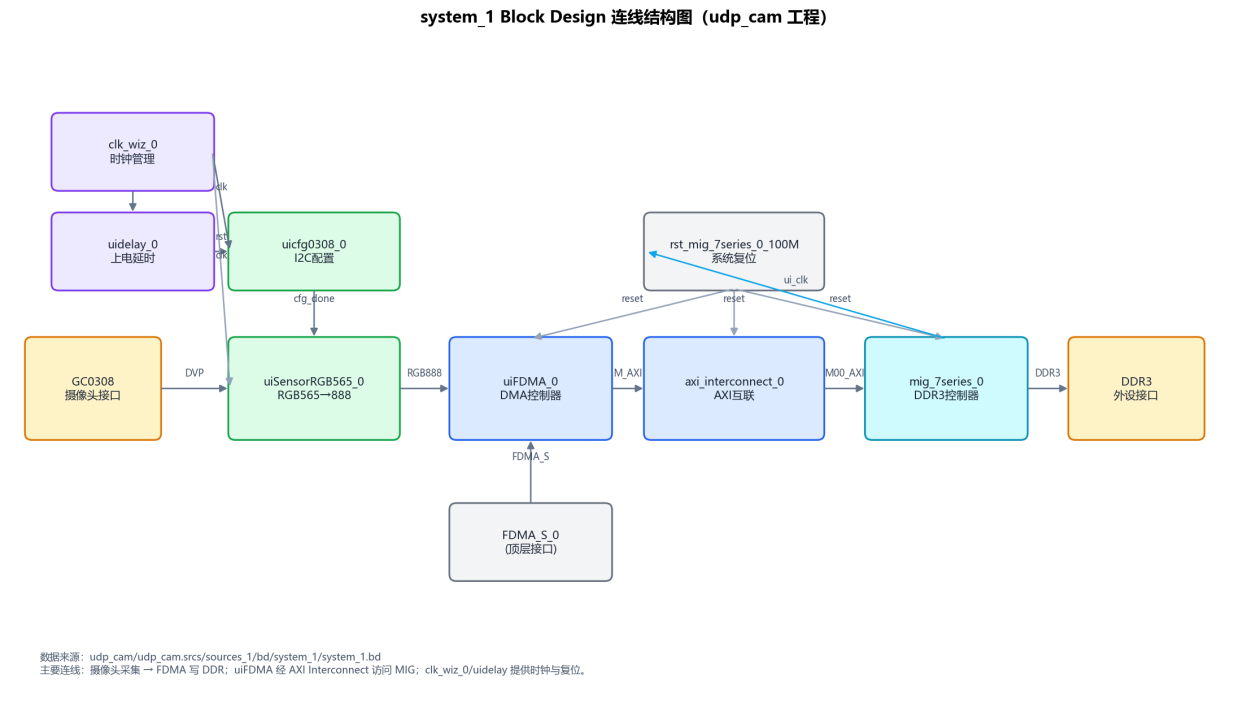 system_1 Block Design 连线结构图（udp_cam 工程）
clk_wiz_0
时钟管理
clk
uidelay_0
上电延时
rst
clk
uicfg0308_0
I2C配置
rst_mig_7series_0_100M
系统复位
ui_clk
cfg_done
reset
reset
reset
GC0308
摄像头接口
DVP
uiSensorRGB565_0
RGB565→888
RGB888
uiFDMA_0
DMA控制器
M_AXI
axi_interconnect_0
AXI互联
M00_AXI
mig_7series_0
DDR3控制器
DDR3
DDR3
外设接口
FDMA_S
FDMA_S_0
(顶层接口)
数据来源：udp_cam/udp_cam.srcs/sources_1/bd/system_1/system_1.bd
主要连线：摄像头采集 → FDMA 写 DDR；uiFDMA 经 AXI Interconnect 访问 MIG；clk_wiz_0/uidelay 提供时钟与复位。